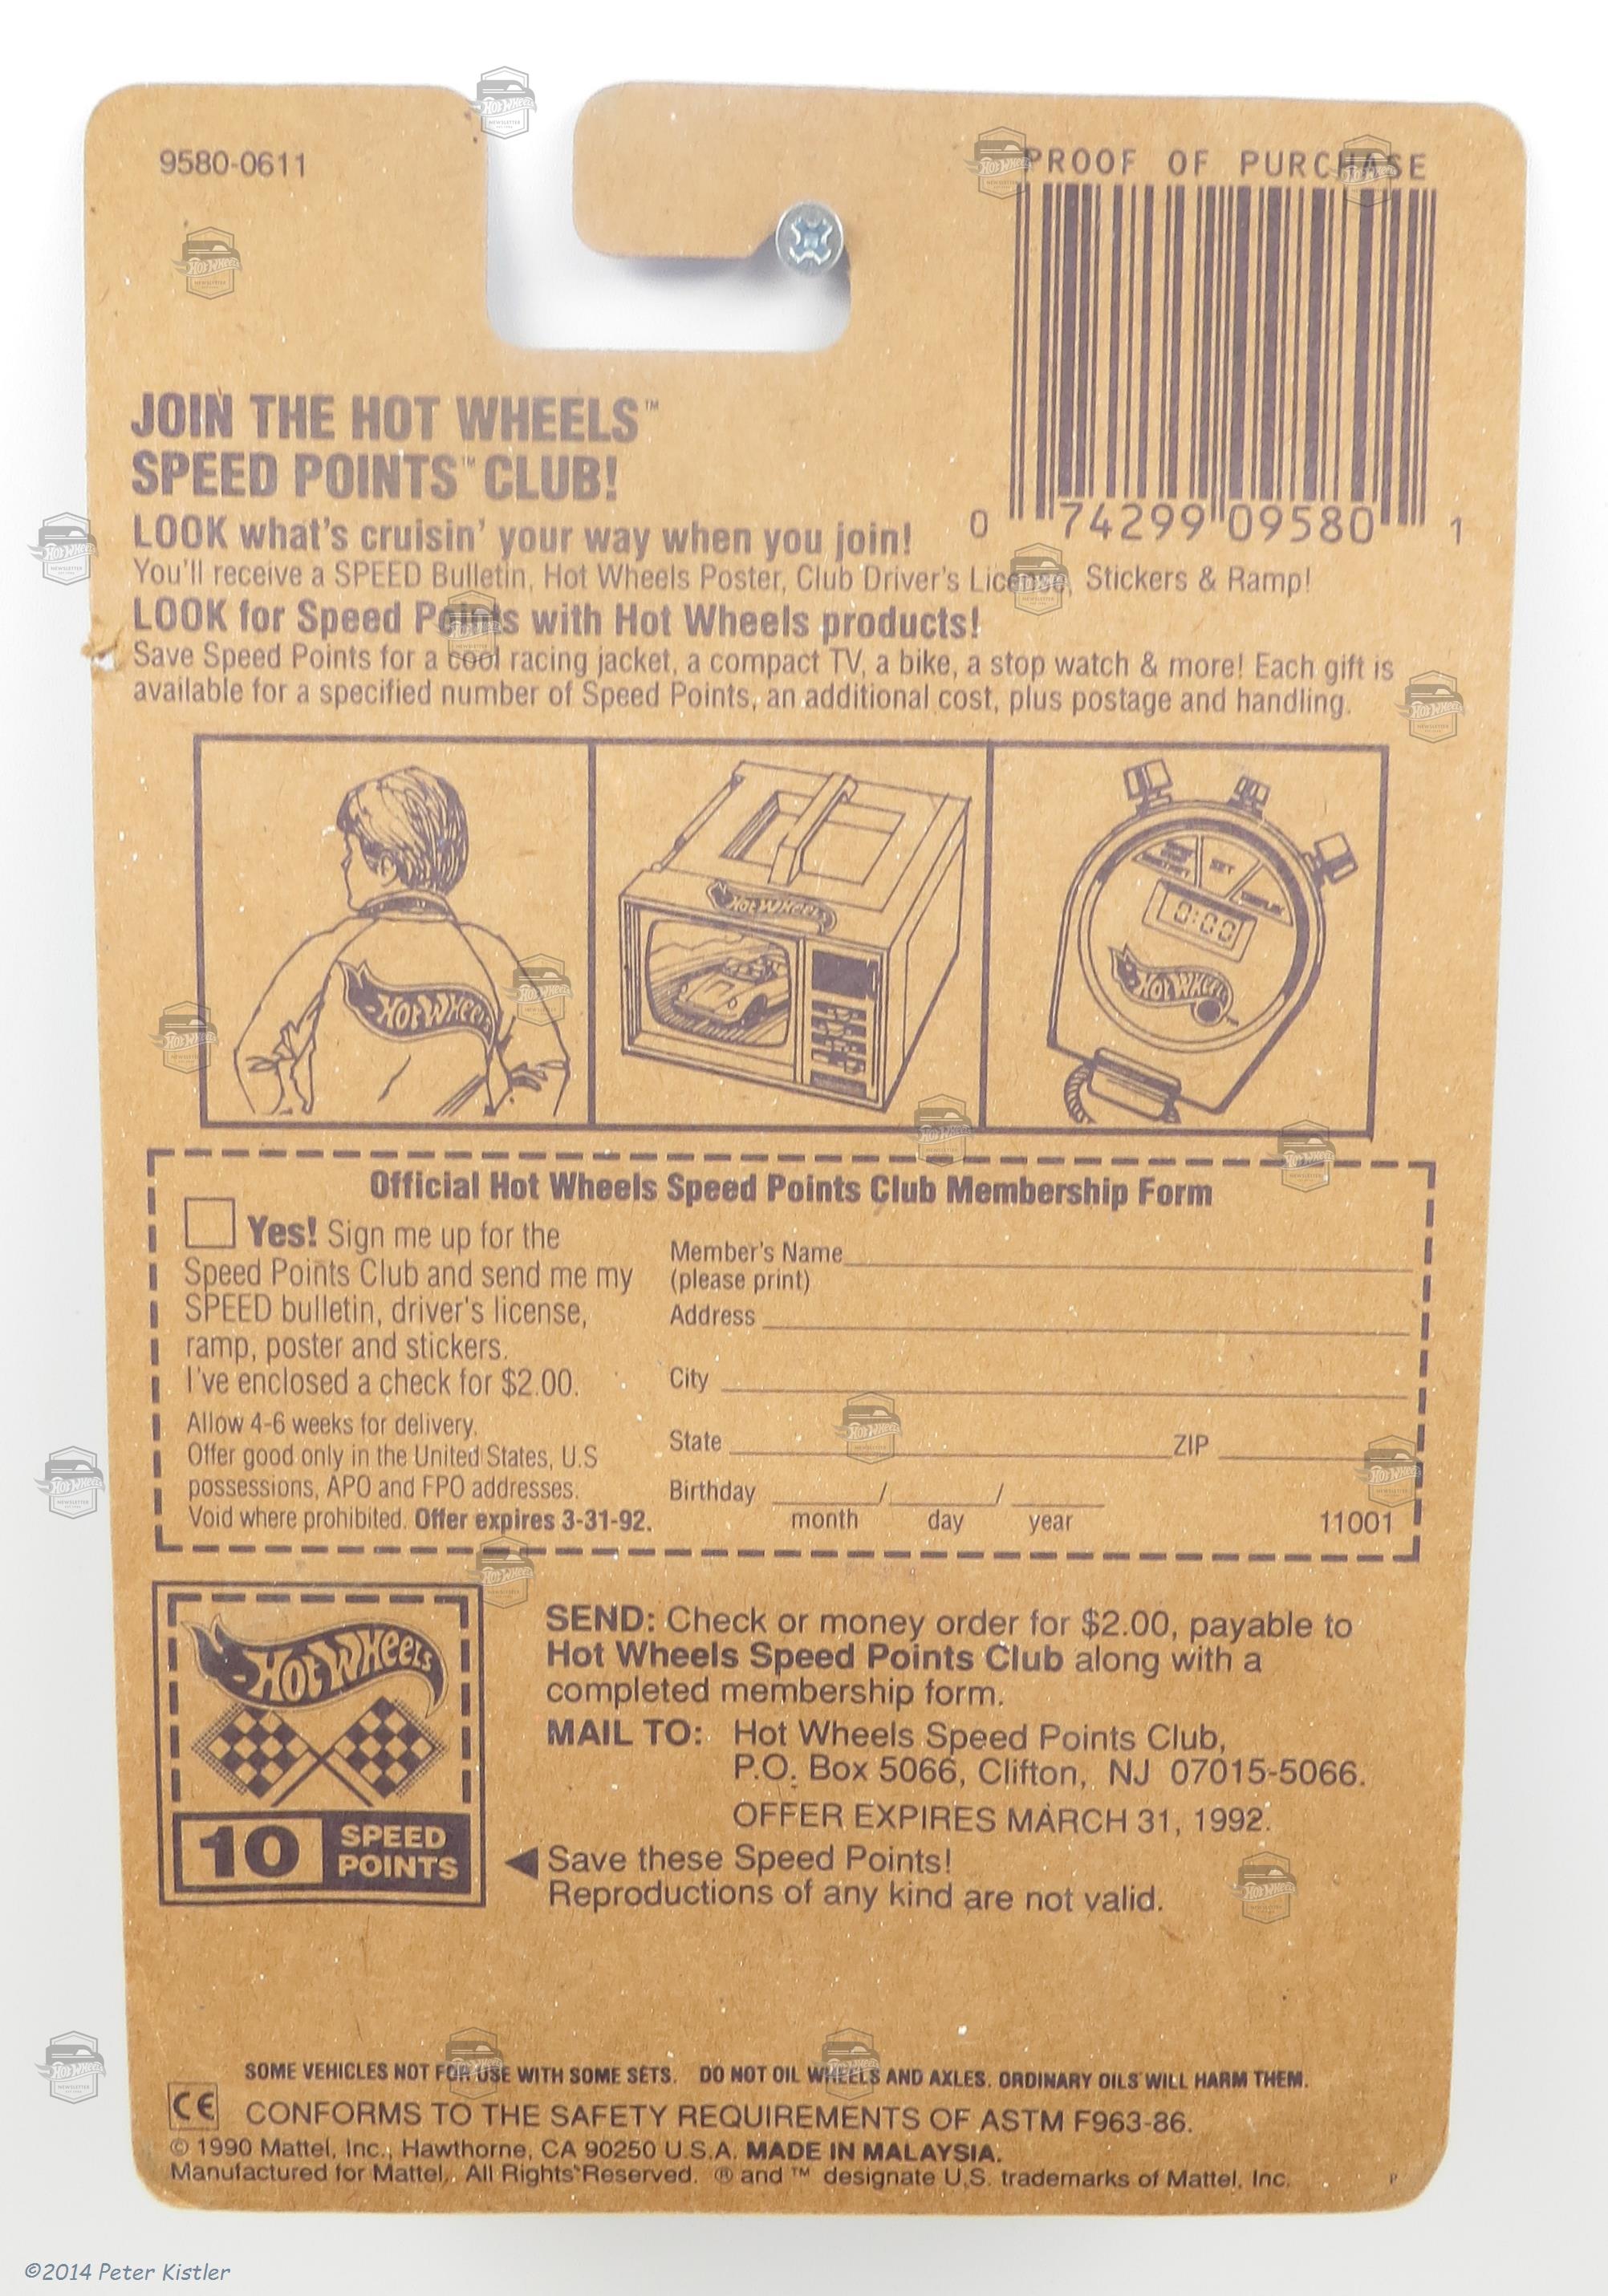 9580-0611
PROOF OF PURCHASE
0 74299 09580 1
JOIN THE HOT WHEELS™
SPEED POINTS™ CLUB!
LOOK what's cruisin' your way when you join!
You'll receive a SPEED Bulletin, Hot Wheels Poster, Club Driver's License, Stickers & Ramp!
LOOK for Speed Points with Hot Wheels products!
Save Speed Points for a cool racing jacket, a compact TV, a bike, a stop watch & more! Each gift is
available for a specified number of Speed Points, an additional cost, plus postage and handling.
HOT WHEELS
HOT WHEELS
SET
0:00
HOT WHEELS
Official Hot Wheels Speed Points Club Membership Form
Yes! Sign me up for the
Speed Points Club and send me my
SPEED bulletin, driver's license,
ramp, poster and stickers.
I've enclosed a check for $2.00.
Allow 4-6 weeks for delivery.
Offer good only in the United States, U.S
possessions, APO and FPO addresses.
Void where prohibited. Offer expires 3-31-92.
Member's Name
(please print)
Address
City
State ZIP
Birthday / /
month day year
11001
HOT WHEELS
10 SPEED
POINTS
SEND: Check or money order for $2.00, payable to
Hot Wheels Speed Points Club along with a
completed membership form.
MAIL TO: Hot Wheels Speed Points Club,
P.O. Box 5066, Clifton, NJ 07015-5066.
OFFER EXPIRES MARCH 31, 1992.
◀ Save these Speed Points!
Reproductions of any kind are not valid.
SOME VEHICLES NOT FOR USE WITH SOME SETS. DO NOT OIL WHEELS AND AXLES. ORDINARY OILS WILL HARM THEM.
CE CONFORMS TO THE SAFETY REQUIREMENTS OF ASTM F963-86.
© 1990 Mattel, Inc., Hawthorne, CA 90250 U.S.A. MADE IN MALAYSIA.
Manufactured for Mattel. All Rights Reserved. ® and ™ designate U.S. trademarks of Mattel, Inc.
P
©2014 Peter Kistler